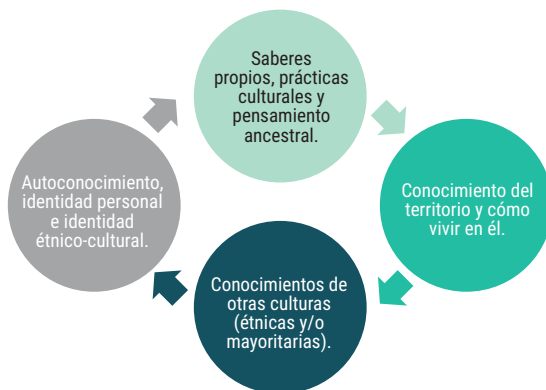 Saberes
propios, prácticas
culturales y
pensamiento
ancestral.
Conocimiento del
territorio y cómo
vivir en él.
Conocimientos de
otras culturas
(étnicas y/o
mayoritarias).
Autoconocimiento,
identidad personal
e identidad
étnico-cultural.